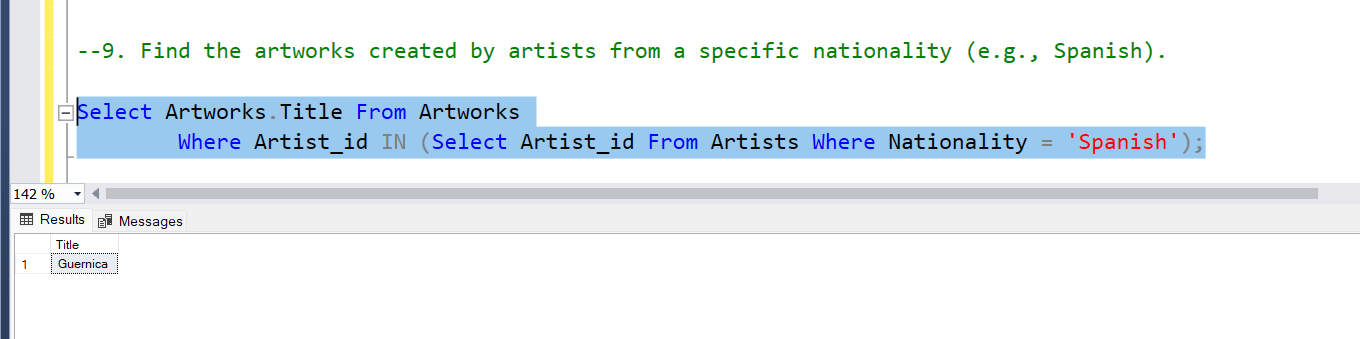 --9. Find the artworks created by artists from a specific nationality (e.g., Spanish).
Select Artworks.Title From Artworks
Where Artist_id IN (Select Artist_id From Artists Where Nationality = 'Spanish');
142 %
Results Messages
Title
1 Guernica